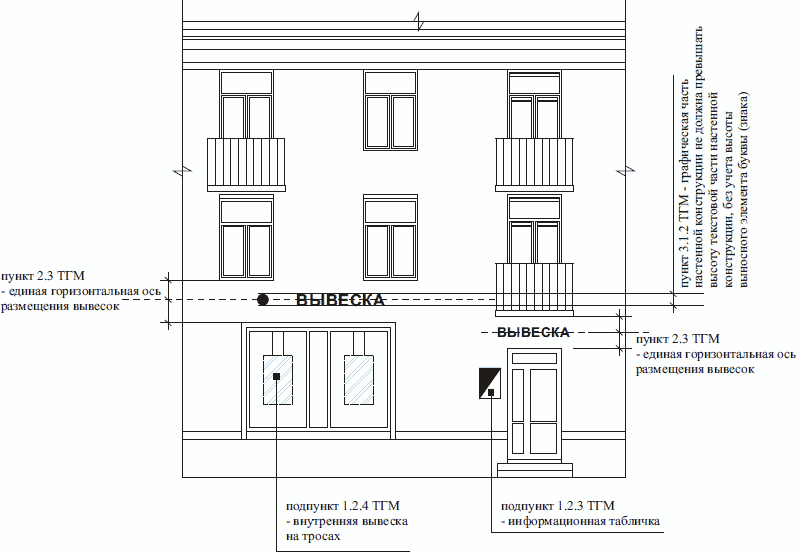 пункт 3.1.2 ТГМ - графическая часть
настенной конструкции не должна превышать
высоту текстовой части настенной
конструкции, без учета высоты
выносного элемента буквы (знака)
пункт 2.3 ТГМ
- единая горизонтальная ось
размещения вывесок
ВЫВЕСКА
ВЫВЕСКА
пункт 2.3 ТГМ
- единая горизонтальная ось
размещения вывесок
подпункт 1.2.4 ТГМ
- внутренняя вывеска
на тросах
подпункт 1.2.3 ТГМ
- информационная табличка